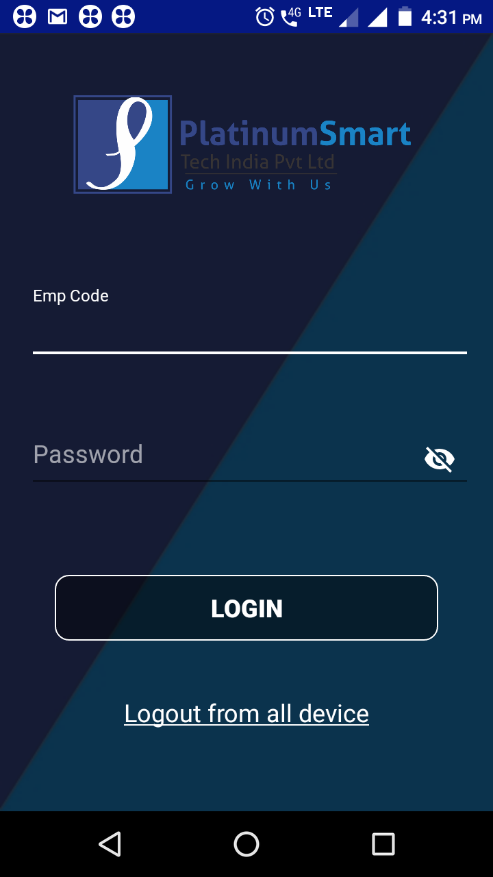 4G LTE 4:31 PM
PlatinumSmart
Tech India Pvt Ltd
Grow With Us
Emp Code
Password
LOGIN
Logout from all device